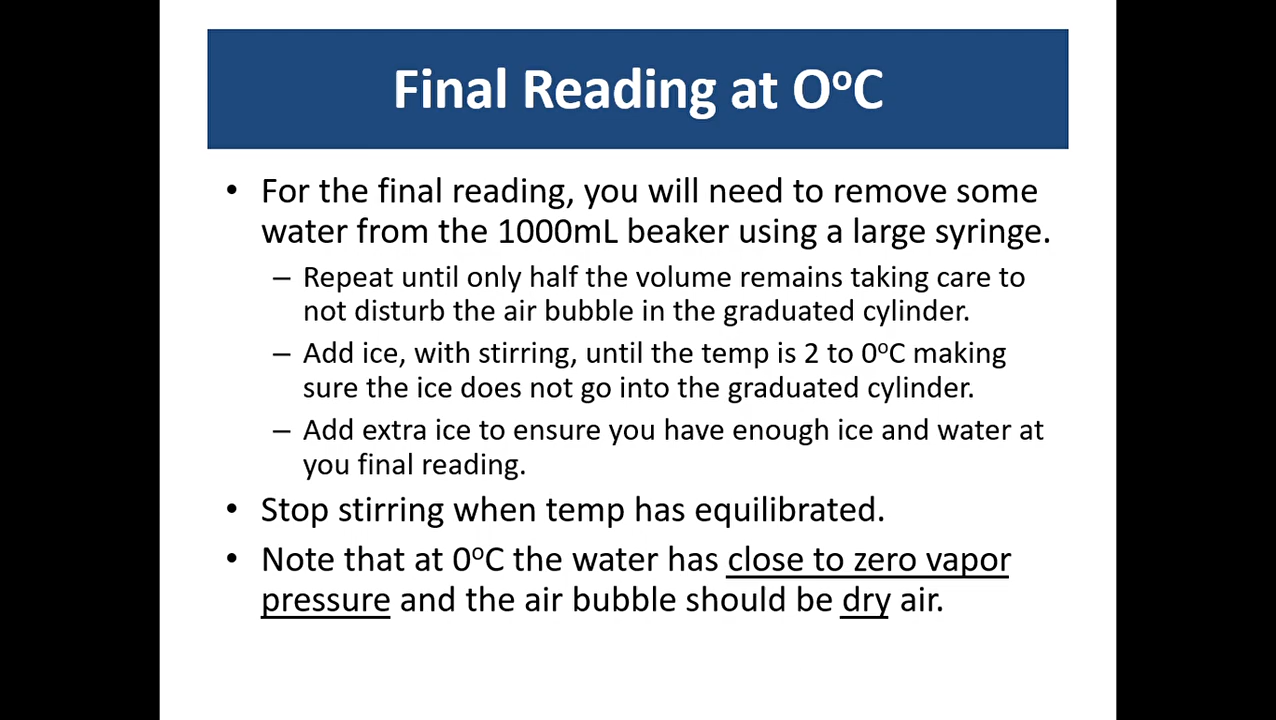 Final Reading at OºC
• For the final reading, you will need to remove some
water from the 1000mL beaker using a large syringe.
– Repeat until only half the volume remains taking care to
not disturb the air bubble in the graduated cylinder.
– Add ice, with stirring, until the temp is 2 to 0ºC making
sure the ice does not go into the graduated cylinder.
– Add extra ice to ensure you have enough ice and water at
you final reading.
• Stop stirring when temp has equilibrated.
• Note that at 0ºC the water has close to zero vapor
pressure and the air bubble should be dry air.